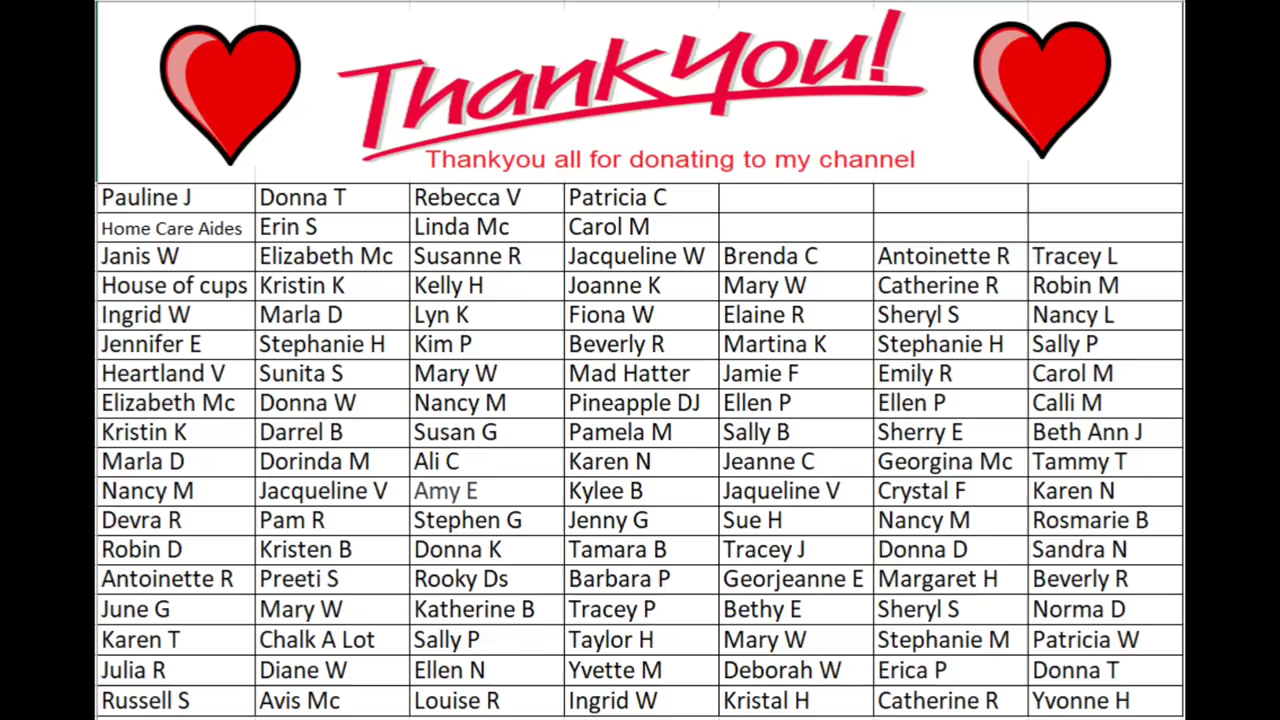 Thank you!
Thankyou all for donating to my channel
Pauline J Donna T Rebecca V Patricia C
Home Care Aides Erin S Linda Mc Carol M
Janis W Elizabeth Mc Susanne R Jacqueline W Brenda C Antoinette R Tracey L
House of cups Kristin K Kelly H Joanne K Mary W Catherine R Robin M
Ingrid W Marla D Lyn K Fiona W Elaine R Sheryl S Nancy L
Jennifer E Stephanie H Kim P Beverly R Martina K Stephanie H Sally P
Heartland V Sunita S Mary W Mad Hatter Jamie F Emily R Carol M
Elizabeth Mc Donna W Nancy M Pineapple DJ Ellen P Ellen P Calli M
Kristin K Darrel B Susan G Pamela M Sally B Sherry E Beth Ann J
Marla D Dorinda M Ali C Karen N Jeanne C Georgina Mc Tammy T
Nancy M Jacqueline V Amy E Kylee B Jaqueline V Crystal F Karen N
Devra R Pam R Stephen G Jenny G Sue H Nancy M Rosmarie B
Robin D Kristen B Donna K Tamara B Tracey J Donna D Sandra N
Antoinette R Preeti S Rooky Ds Barbara P Georjeanne E Margaret H Beverly R
June G Mary W Katherine B Tracey P Bethy E Sheryl S Norma D
Karen T Chalk A Lot Sally P Taylor H Mary W Stephanie M Patricia W
Julia R Diane W Ellen N Yvette M Deborah W Erica P Donna T
Russell S Avis Mc Louise R Ingrid W Kristal H Catherine R Yvonne H